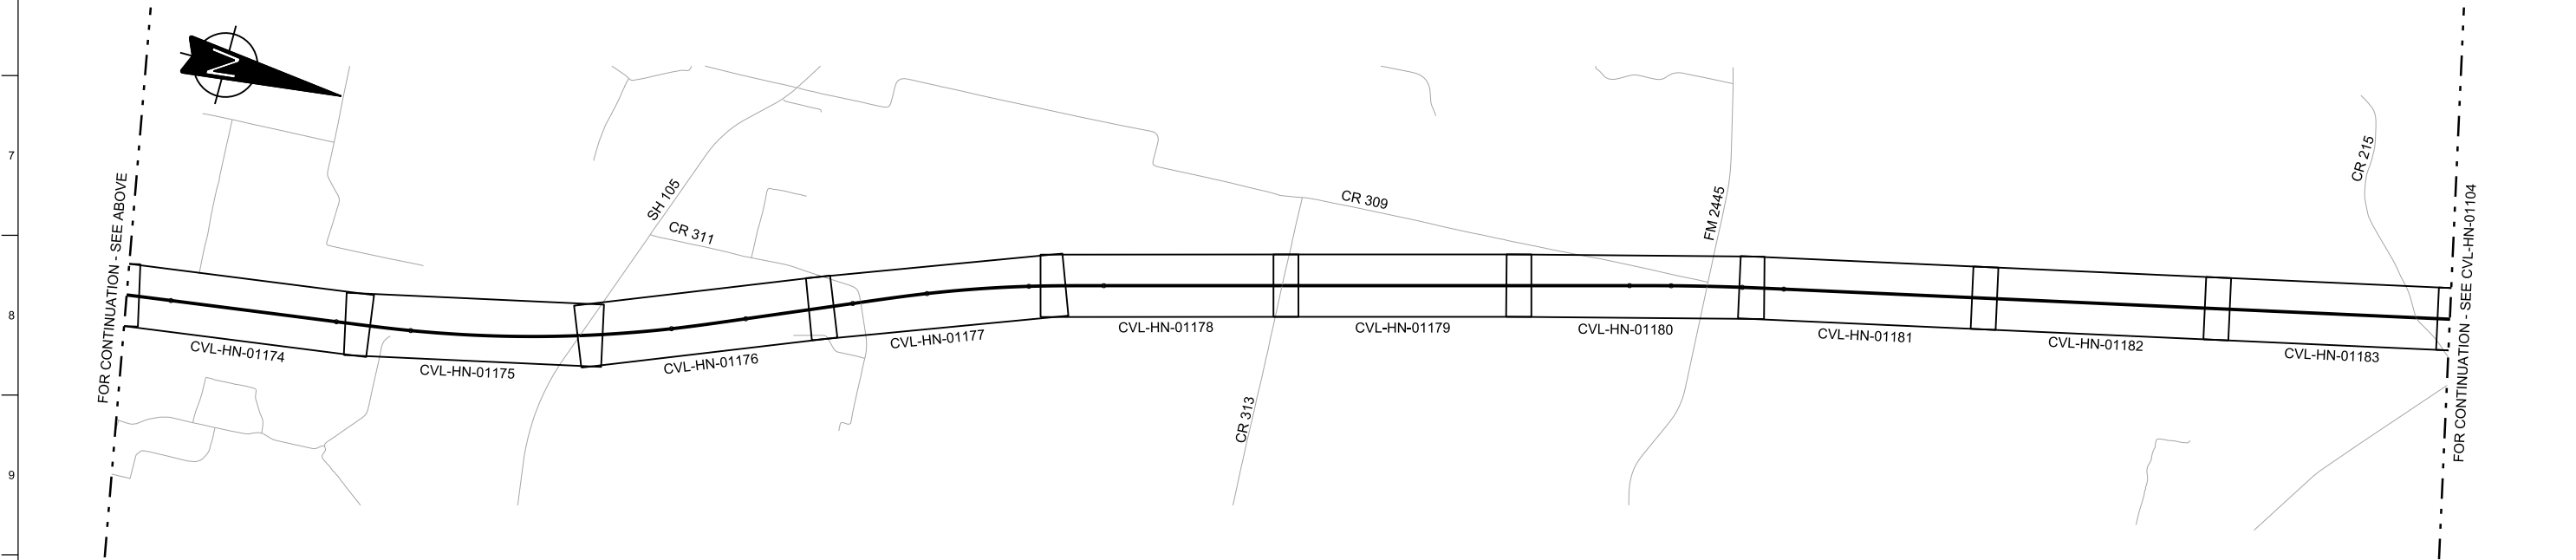 N
7
8
9
FOR CONTINUATION - SEE ABOVE
SH 105
CR 311
CR 309
CR 313
FM 2445
CR 215
CVL-HN-01174
CVL-HN-01175
CVL-HN-01176
CVL-HN-01177
CVL-HN-01178
CVL-HN-01179
CVL-HN-01180
CVL-HN-01181
CVL-HN-01182
CVL-HN-01183
FOR CONTINUATION - SEE CVL-HN-01104